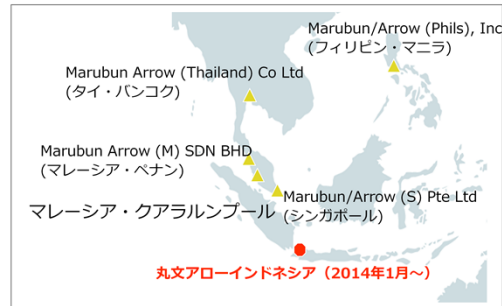 Marubun/Arrow (Phils), Inc
(フィリピン・マニラ)
Marubun Arrow (Thailand) Co Ltd
(タイ・バンコク)
Marubun Arrow (M) SDN BHD
(マレーシア・ペナン)
マレーシア・クアラルンプール
Marubun/Arrow (S) Pte Ltd
(シンガポール)
丸文アローインドネシア（2014年1月～）